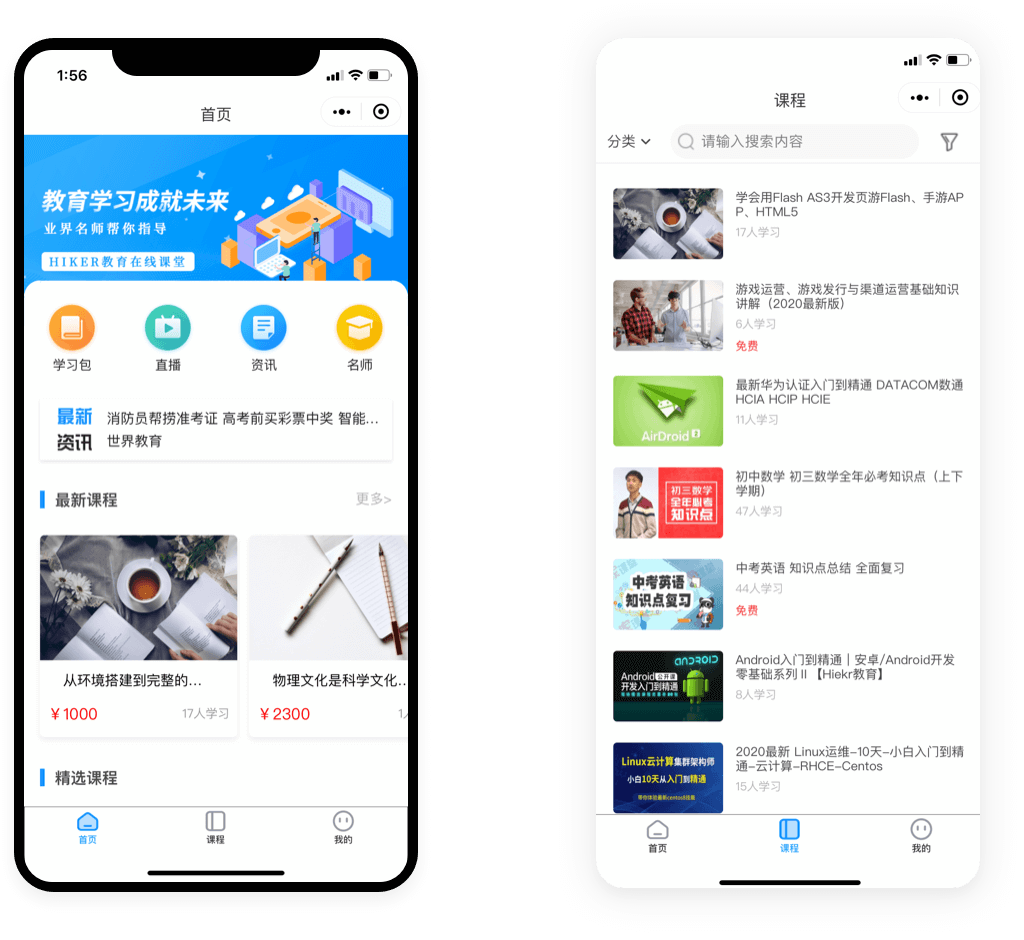 1:56
首页
教育学习成就未来
业界名师帮你指导
HIKER教育在线课堂
学习包
直播
资讯
名师
最新
资讯
消防员帮捞准考证 高考前买彩票中奖 智能...
世界教育
最新课程
更多>
从环境搭建到完整的...
¥1000
17人学习
物理文化是科学文化...
¥2300
精选课程
首页
课程
我的
课程
分类
请输入搜索内容
学会用Flash AS3开发页游Flash、手游AP
P、HTML5
17人学习
游戏运营、游戏发行与渠道运营基础知识
讲解（2020最新版）
6人学习
免费
AirDroid
最新华为认证入门到精通 DATACOM数通
HCIA HCIP HCIE
11人学习
初三数学
全年必考
知识点
初中数学 初三数学全年必考知识点（上下
学期）
47人学习
中考英语
知识点复习
中考英语 知识点总结 全面复习
44人学习
免费
ANDROID
Android公开课
开发入门到精通
Android入门到精通｜安卓/Android开发
零基础系列Ⅱ【Hiekr教育】
8人学习
Linux云计算集群架构师
小白10天从入门到精通
2020最新 Linux运维–10天–小白入门到精
通–云计算–RHCE–Centos
15人学习
首页
课程
我的